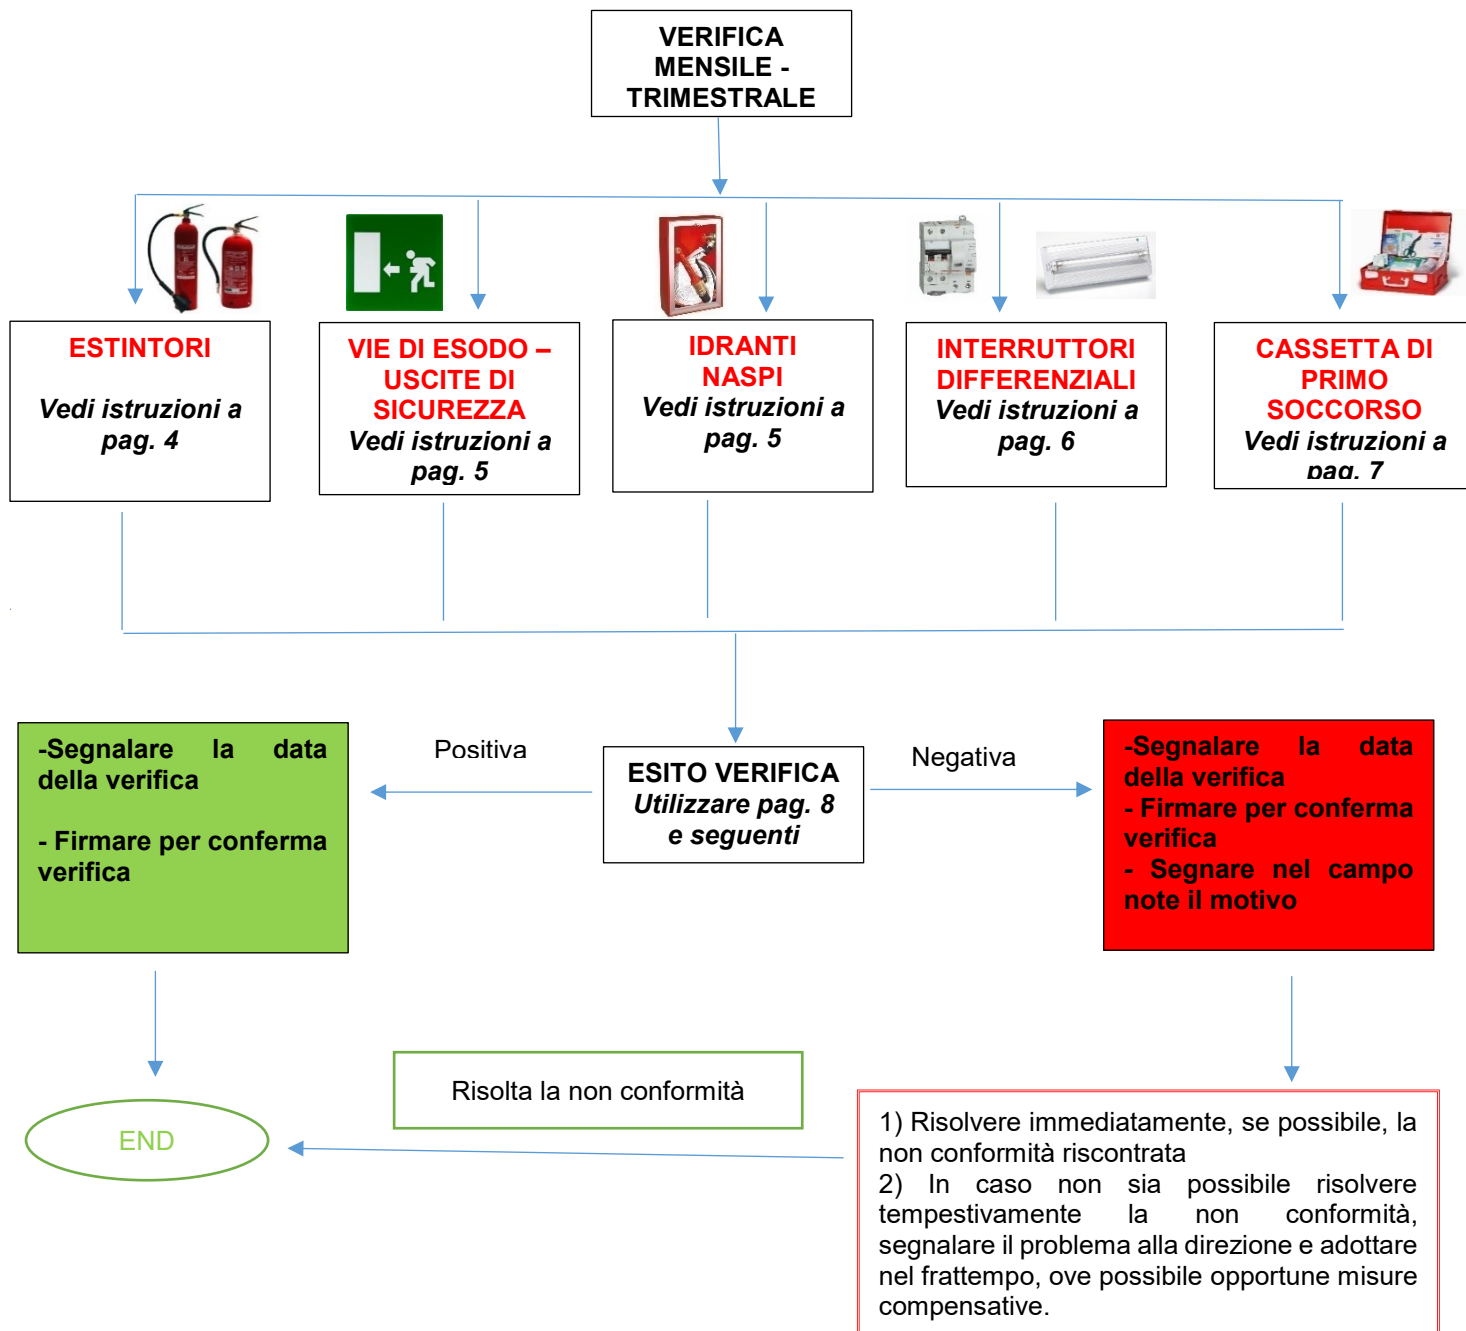 VERIFICA
MENSILE -
TRIMESTRALE
ESTINTORI
Vedi istruzioni a
pag. 4
VIE DI ESODO –
USCITE DI
SICUREZZA
Vedi istruzioni a
pag. 5
IDRANTI
NASPI
Vedi istruzioni a
pag. 5
INTERRUTTORI
DIFFERENZIALI
Vedi istruzioni a
pag. 6
CASSETTA DI
PRIMO
SOCCORSO
Vedi istruzioni a
pag. 7
-Segnalare la data
della verifica
- Firmare per conferma
verifica
Positiva
ESITO VERIFICA
Utilizzare pag. 8
e seguenti
Negativa
-Segnalare la data
della verifica
- Firmare per conferma
verifica
- Segnare nel campo
note il motivo
END
Risolta la non conformità
1) Risolvere immediatamente, se possibile, la
non conformità riscontrata
2) In caso non sia possibile risolvere
tempestivamente la non conformità,
segnalare il problema alla direzione e adottare
nel frattempo, ove possibile opportune misure
compensative.